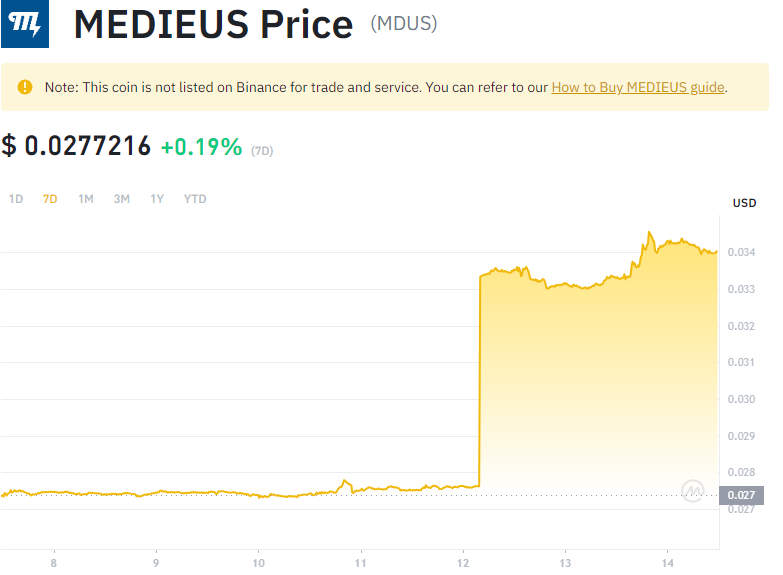 MEDIEUS Price (MDUS)
Note: This coin is not listed on Binance for trade and service. You can refer to our How to Buy MEDIEUS guide.
$ 0.0277216 +0.19% (7D)
1D 7D 1M 3M 1Y YTD
USD
0.034
0.033
0.032
0.031
0.030
0.029
0.028
0.027
0.027
8 9 10 11 12 13 14